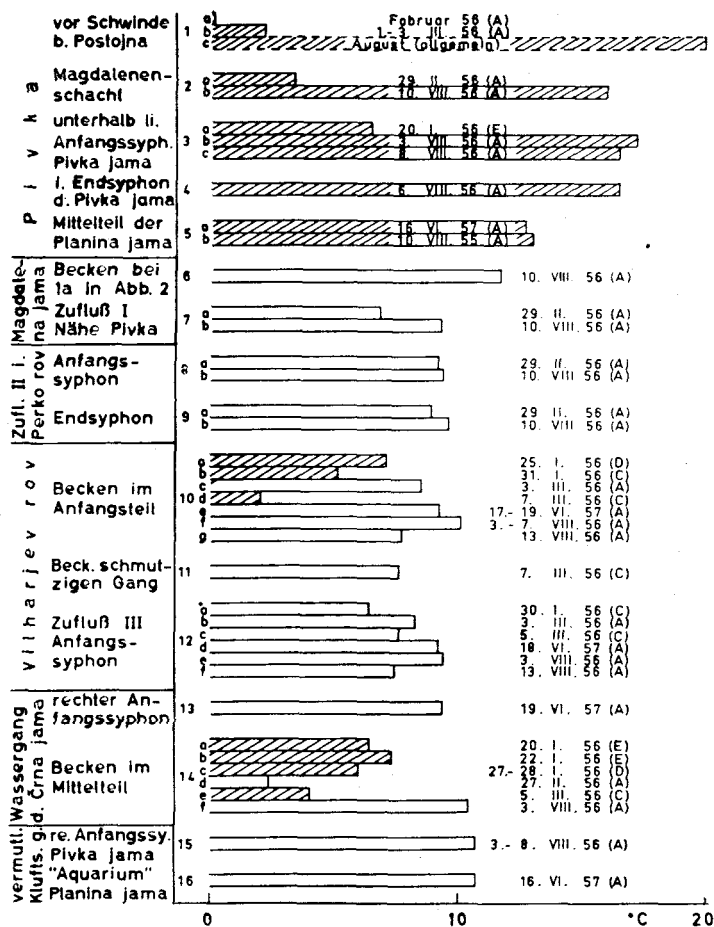 Pivka
vor Schwinde
b. Postojna
1
a
Februar 56 (A)
b
1.-3. III. 56 (A)
c
August (allgemein)
Magdalenen-
schacht
2
a
29. II. 56 (A)
b
10. VIII. 56 (A)
unterhalb li.
Anfangssyph.
Pivka jama
3
a
20. I. 56 (E)
b
3. VIII. 56 (A)
c
8. VIII. 56 (A)
l. Endsyphon
d. Pivka jama
4
6 VIII. 56 (A)
Mittelteil der
Planina jama
5
a
16. VI. 57 (A)
b
10. VIII. 55 (A)
Magdale-
na jama
Becken bei
1a in Abb. 2
6
10. VIII. 56 (A)
Zufluß I
Nähe Pivka
7
a
29. II. 56 (A)
b
10. VIII. 56 (A)
Zufl. II i.
Perko rov
Anfangs-
syphon
8
a
29. II. 56 (A)
b
10. VIII 56 (A)
Endsyphon
9
a
29 II. 56 (A)
b
10. VIII 56 (A)
Vilharjev rov
Becken im
Anfangsteil
10
a
25. I. 56 (D)
b
31. I. 56 (C)
c
3. III. 56 (A)
d
7. III. 56 (C)
e
17.- 19. VI. 57 (A)
f
3.- 7. VIII. 56 (A)
g
13. VIII. 56 (A)
Beck. schmut-
zigen Gang
11
7. III. 56 (C)
Zufluß III
Anfangs-
syphon
12
a
30. I. 56 (C)
b
3. III. 56 (A)
c
5. III. 56 (C)
d
18. VI. 57 (A)
e
3. VIII. 56 (A)
f
13. VIII. 56 (A)
Wassergang
g.d. Črna jama
rechter An-
fangssyphon
13
19. VI. 57 (A)
Becken im
Mittelteil
14
a
20. I. 56 (E)
b
22. I. 56 (E)
c
27.- 28. I. 56 (D)
d
27. II. 56 (A)
e
5. III. 56 (C)
f
3. VIII. 56 (A)
vermutl.
Klufts.
re. Anfangssy.
Pivka jama
15
3.- 8. VIII. 56 (A)
"Aquarium"
Planina jama
16
16. VI. 57 (A)
0 10 °C 20